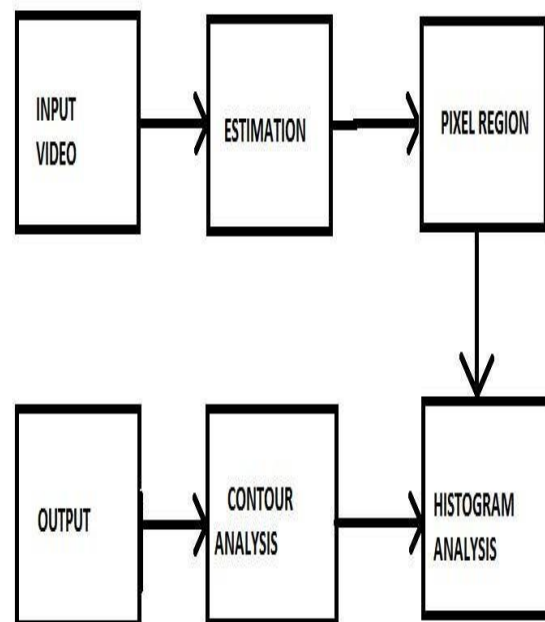 INPUT
VIDEO
ESTIMATION
PIXEL REGION
OUTPUT
CONTOUR
ANALYSIS
HISTOGRAM
ANALYSIS